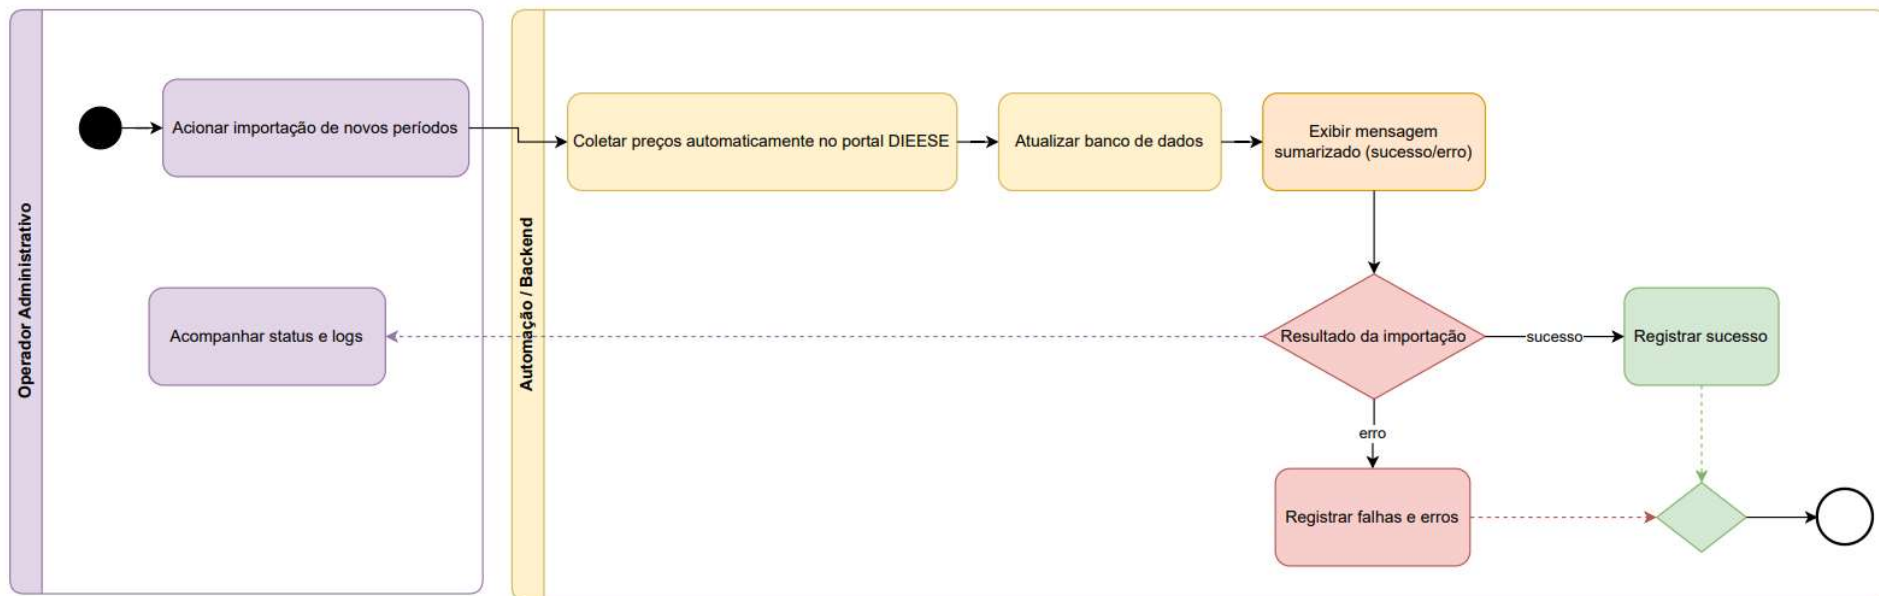 Operador Administrativo
Acionar importação de novos períodos
Acompanhar status e logs
Automação / Backend
Coletar preços automaticamente no portal DIEESE
Atualizar banco de dados
Exibir mensagem
sumarizado (sucesso/erro)
Resultado da importação
sucesso
Registrar sucesso
erro
Registrar falhas e erros